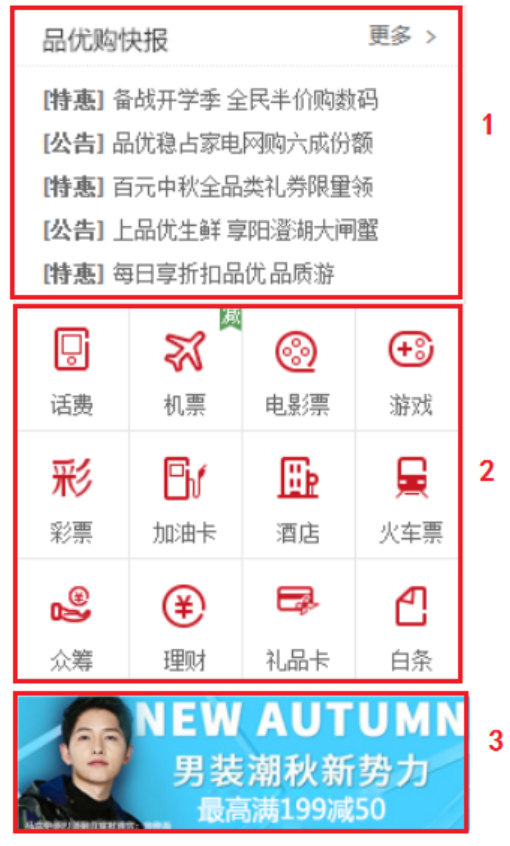 品优购快报 更多 >
1
[特惠] 备战开学季 全民半价购数码
[公告] 品优稳占家电网购六成份额
[特惠] 百元中秋全品类礼券限量领
[公告] 上品优生鲜 享阳澄湖大闸蟹
[特惠] 每日享折扣品优品质游
减
话费 机票 电影票 游戏
2
彩
彩票 加油卡 酒店 火车票
众筹 理财 礼品卡 白条
NEW AUTUMN
3
男装潮秋新势力
最高满199减50